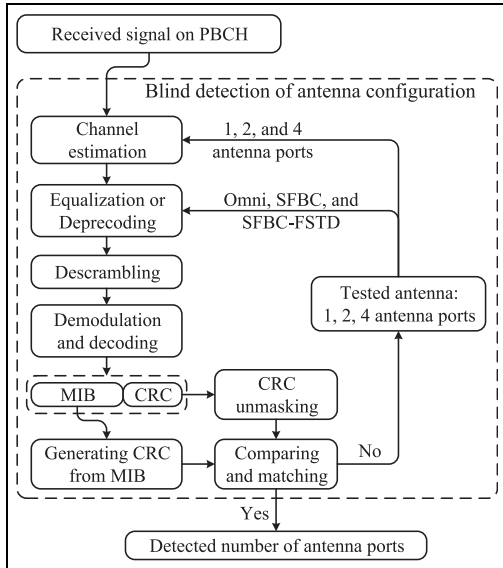 Received signal on PBCH
Blind detection of antenna configuration
Channel
estimation
1, 2, and 4
antenna ports
Equalization or
Deprecoding
Omni, SFBC, and
SFBC-FSTD
Descrambling
Tested antenna:
1, 2, 4 antenna ports
Demodulation
and decoding
MIB
CRC
CRC
unmasking
Generating CRC
from MIB
Comparing
and matching
No
Yes
Detected number of antenna ports